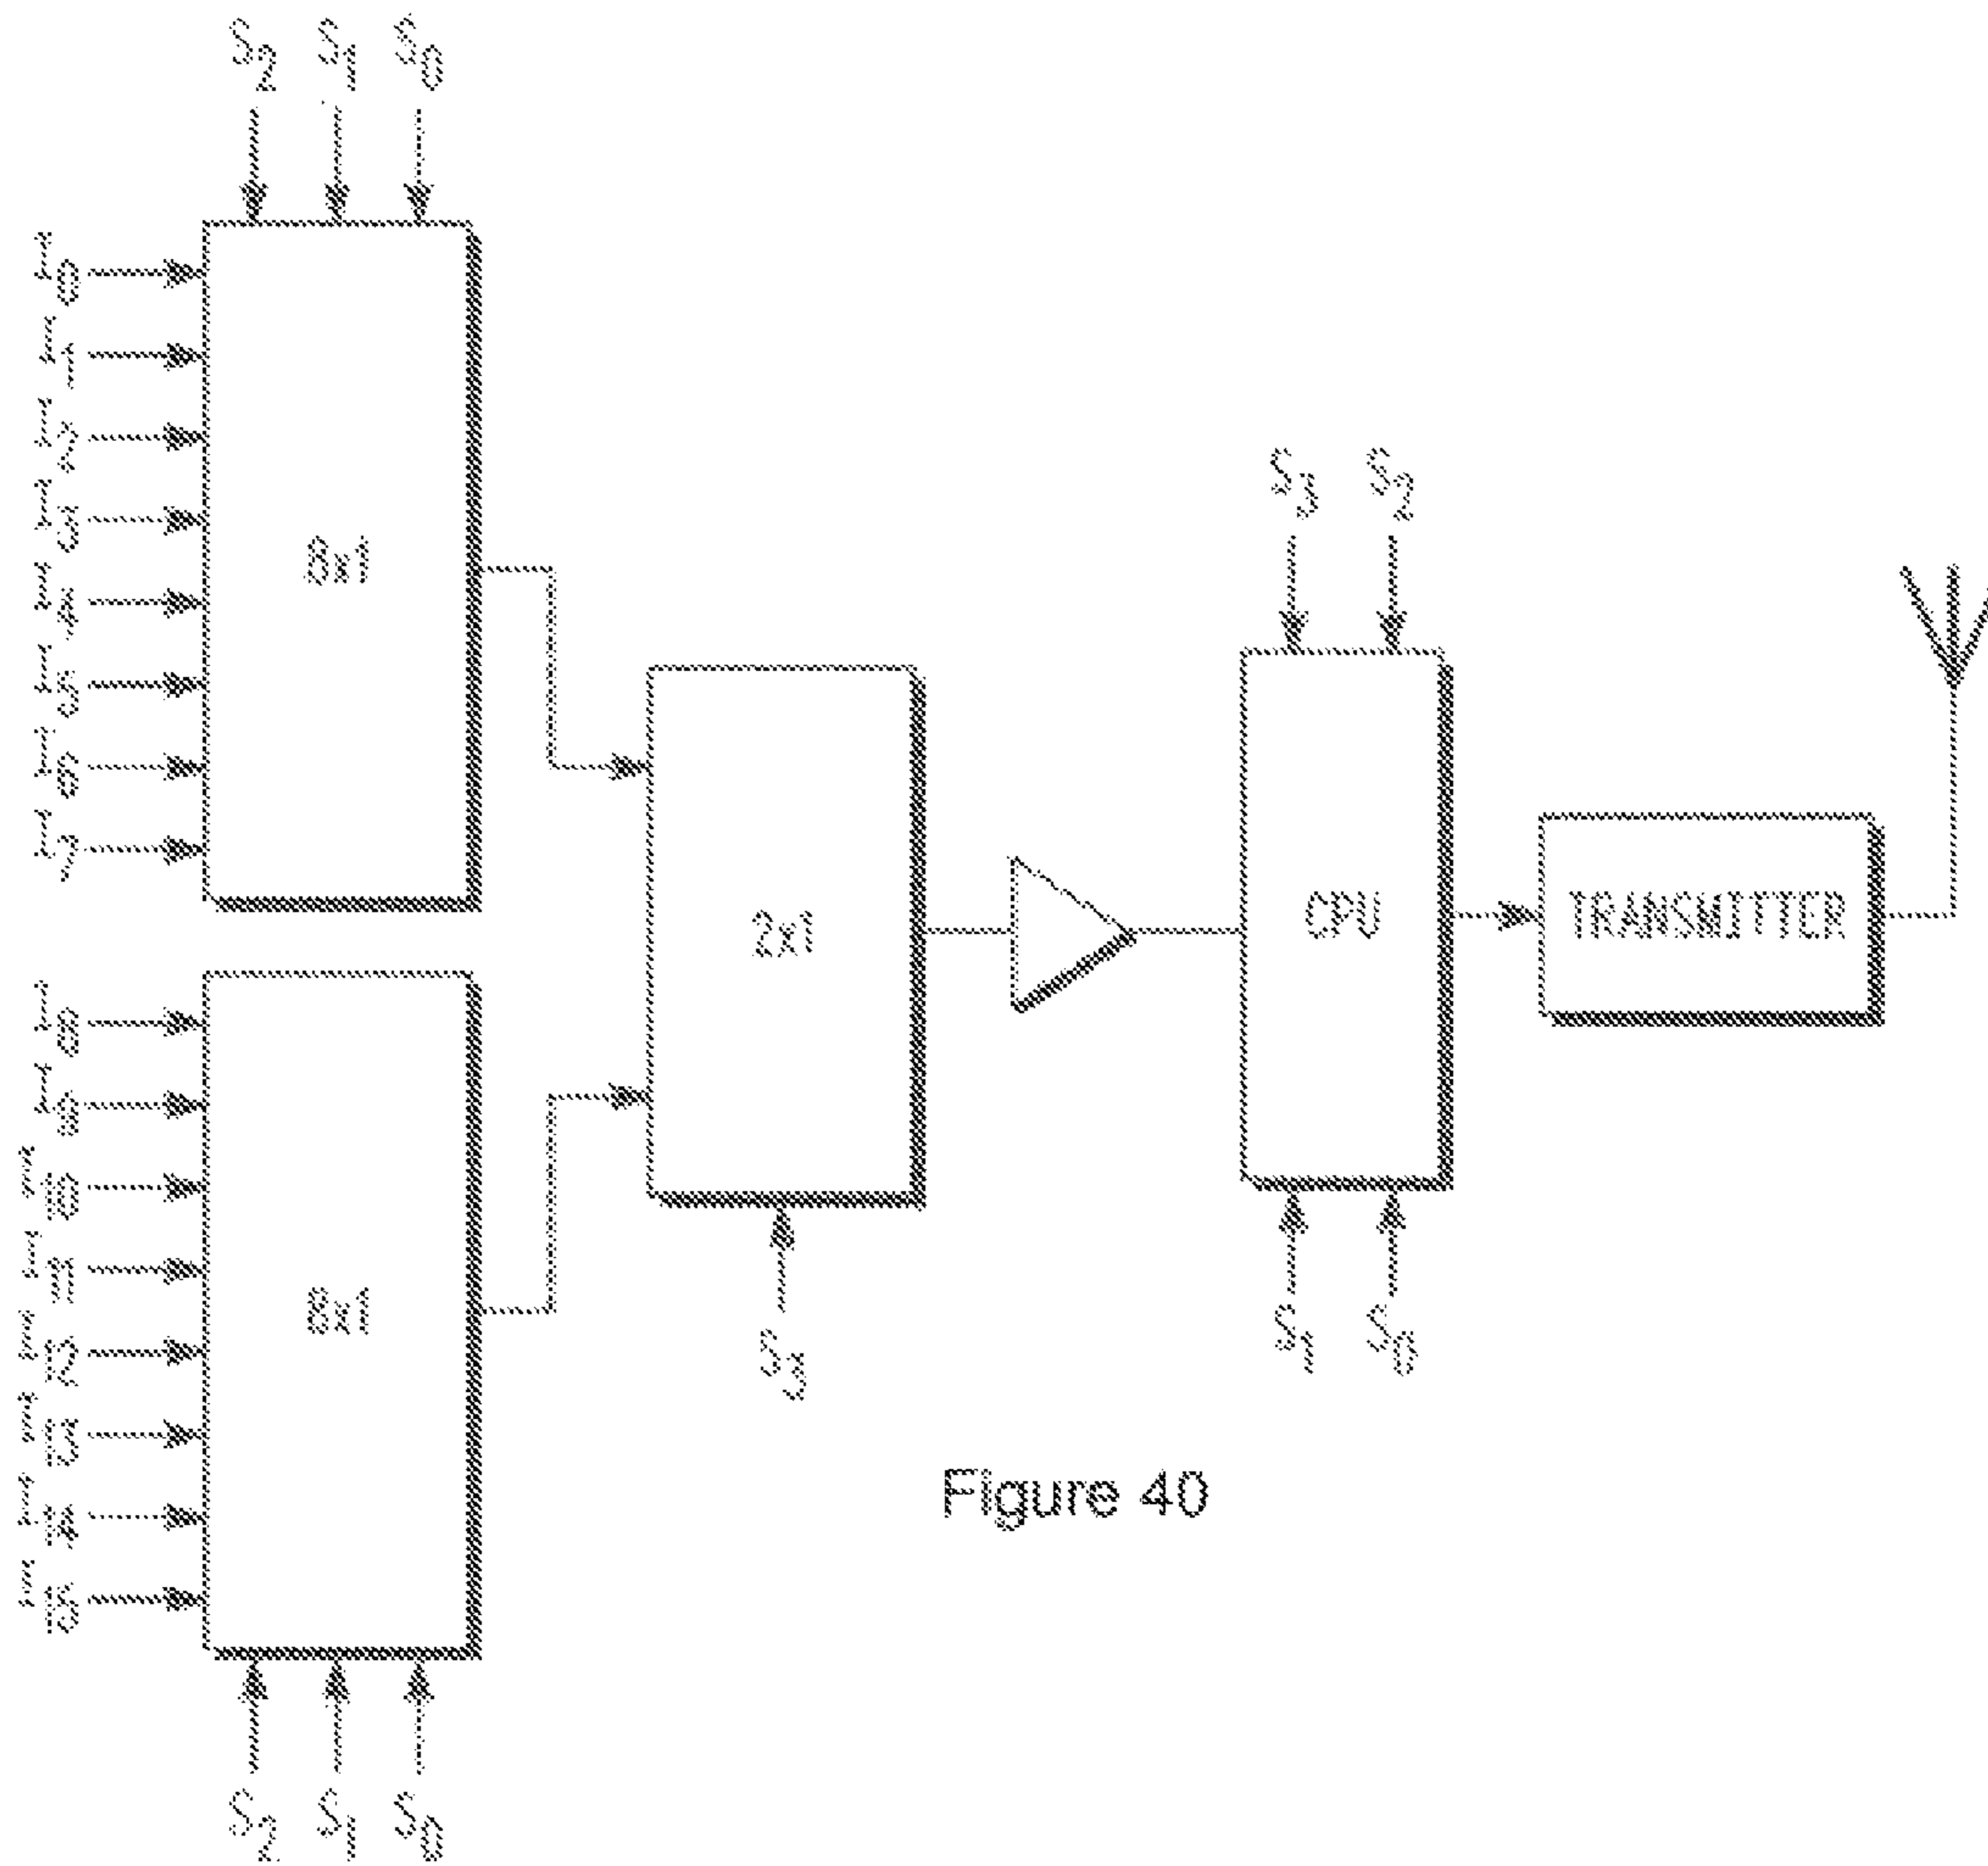 S2 S1 S0
I0
I1
I2
I3
I4
I5
I6
I7
8x1
I8
I9
I10
I11
I12
I13
I14
I15
8x1
S2 S1 S0
2x1
S3
S3 S2
CPU
S1 S0
TRANSMITTER
Figure 40